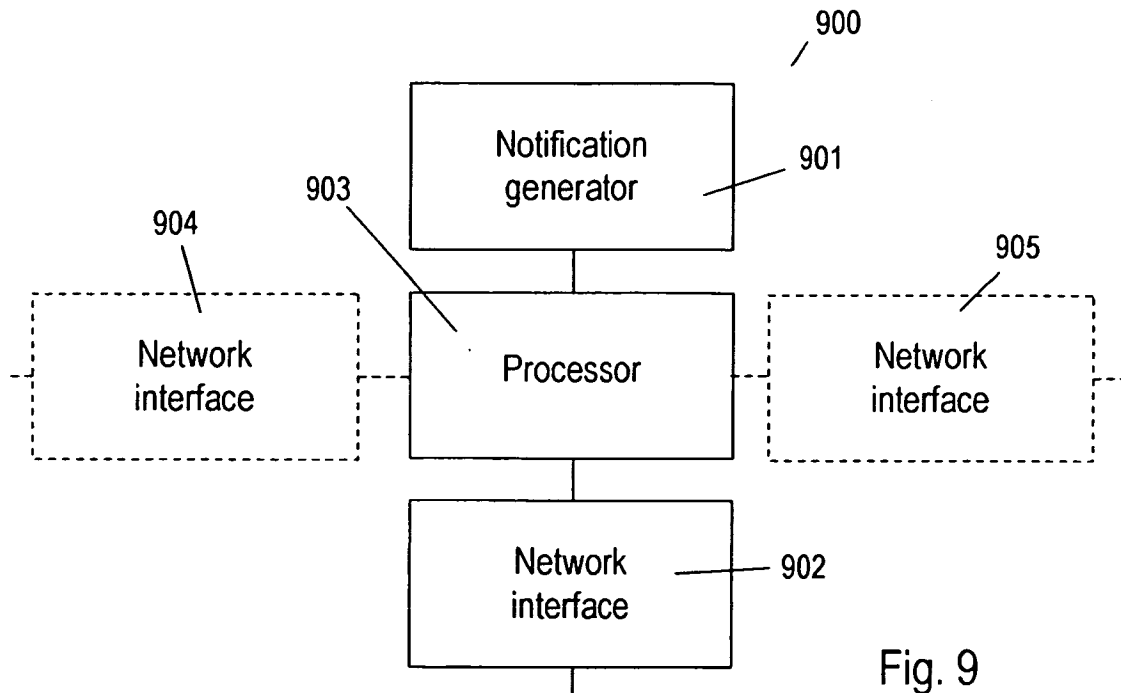 900
Notification
generator
901
903
904
905
Network
interface
Processor
Network
interface
Network
interface
902
Fig. 9